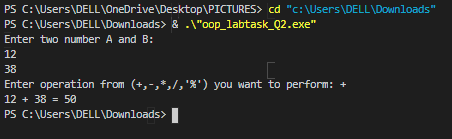 PS C:\Users\DELL\OneDrive\Desktop\PICTURES> cd "c:\Users\DELL\Downloads"
PS C:\Users\DELL\Downloads> & .\"oop_labtask_Q2.exe"
Enter two number A and B:
12
38
Enter operation from (+,-,*,/,'%') you want to perform: +
12 + 38 = 50
PS C:\Users\DELL\Downloads>